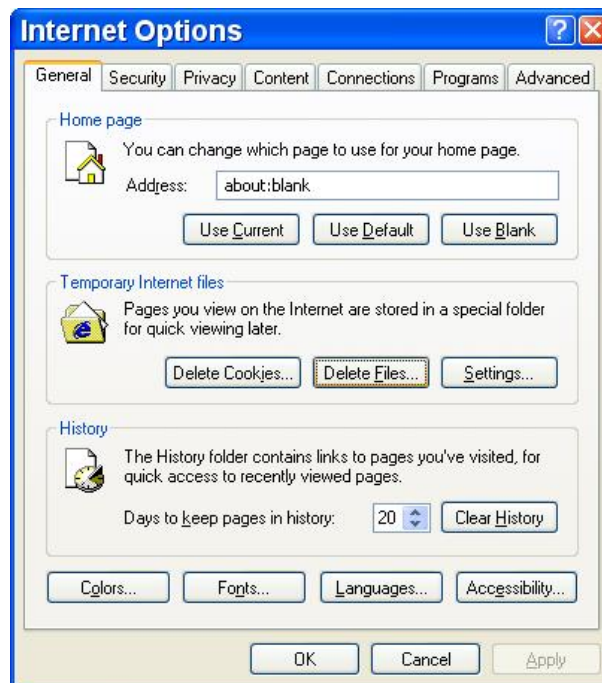 Internet Options
General Security Privacy Content Connections Programs Advanced
Home page
You can change which page to use for your home page.
Address: about:blank
Use Current Use Default Use Blank
Temporary Internet files
Pages you view on the Internet are stored in a special folder
for quick viewing later.
Delete Cookies... Delete Files... Settings...
History
The History folder contains links to pages you've visited, for
quick access to recently viewed pages.
Days to keep pages in history: 20 Clear History
Colors... Fonts... Languages... Accessibility...
OK Cancel Apply